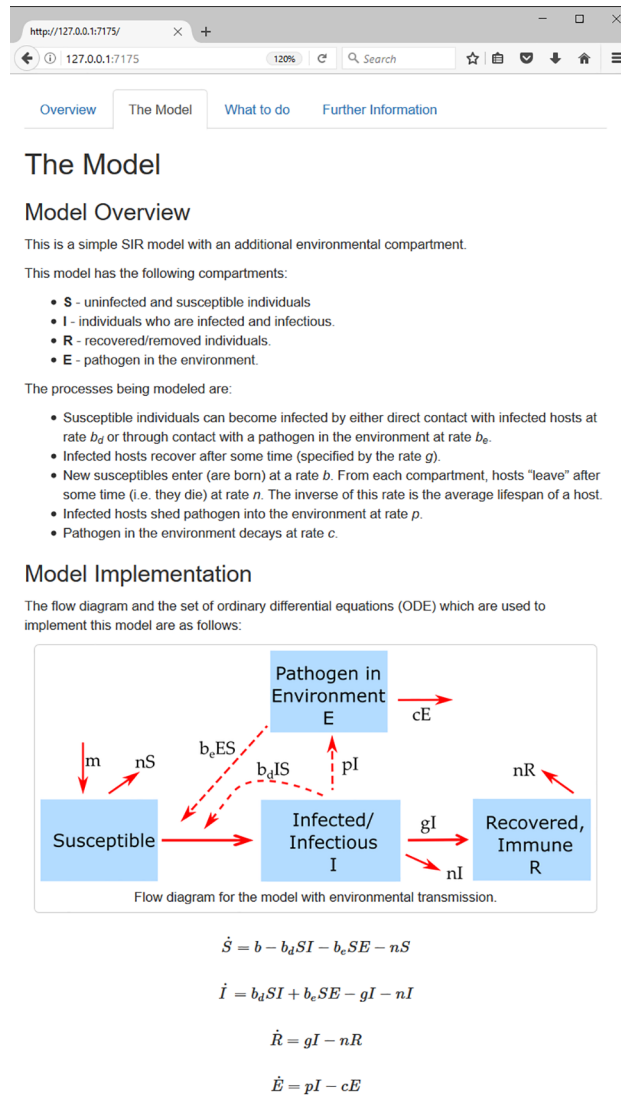 http://127.0.0.1:7175/
127.0.0.1:7175
120%
Search
Overview
The Model
What to do
Further Information
The Model
Model Overview
This is a simple SIR model with an additional environmental compartment.
This model has the following compartments:
• S - uninfected and susceptible individuals
• I - individuals who are infected and infectious.
• R - recovered/removed individuals.
• E - pathogen in the environment.
The processes being modeled are:
• Susceptible individuals can become infected by either direct contact with infected hosts at
rate b_d or through contact with a pathogen in the environment at rate b_e.
• Infected hosts recover after some time (specified by the rate g).
• New susceptibles enter (are born) at a rate b. From each compartment, hosts “leave” after
some time (i.e. they die) at rate n. The inverse of this rate is the average lifespan of a host.
• Infected hosts shed pathogen into the environment at rate p.
• Pathogen in the environment decays at rate c.
Model Implementation
The flow diagram and the set of ordinary differential equations (ODE) which are used to
implement this model are as follows:
Pathogen in
Environment
E
cE
m
nS
b_eES
b_dIS
pI
nR
Susceptible
Infected/
Infectious
I
gI
nI
Recovered,
Immune
R
Flow diagram for the model with environmental transmission.
Ṡ = b − b_dSI − b_eSE − nS
İ = b_dSI + b_eSE − gI − nI
Ṙ = gI − nR
Ė = pI − cE